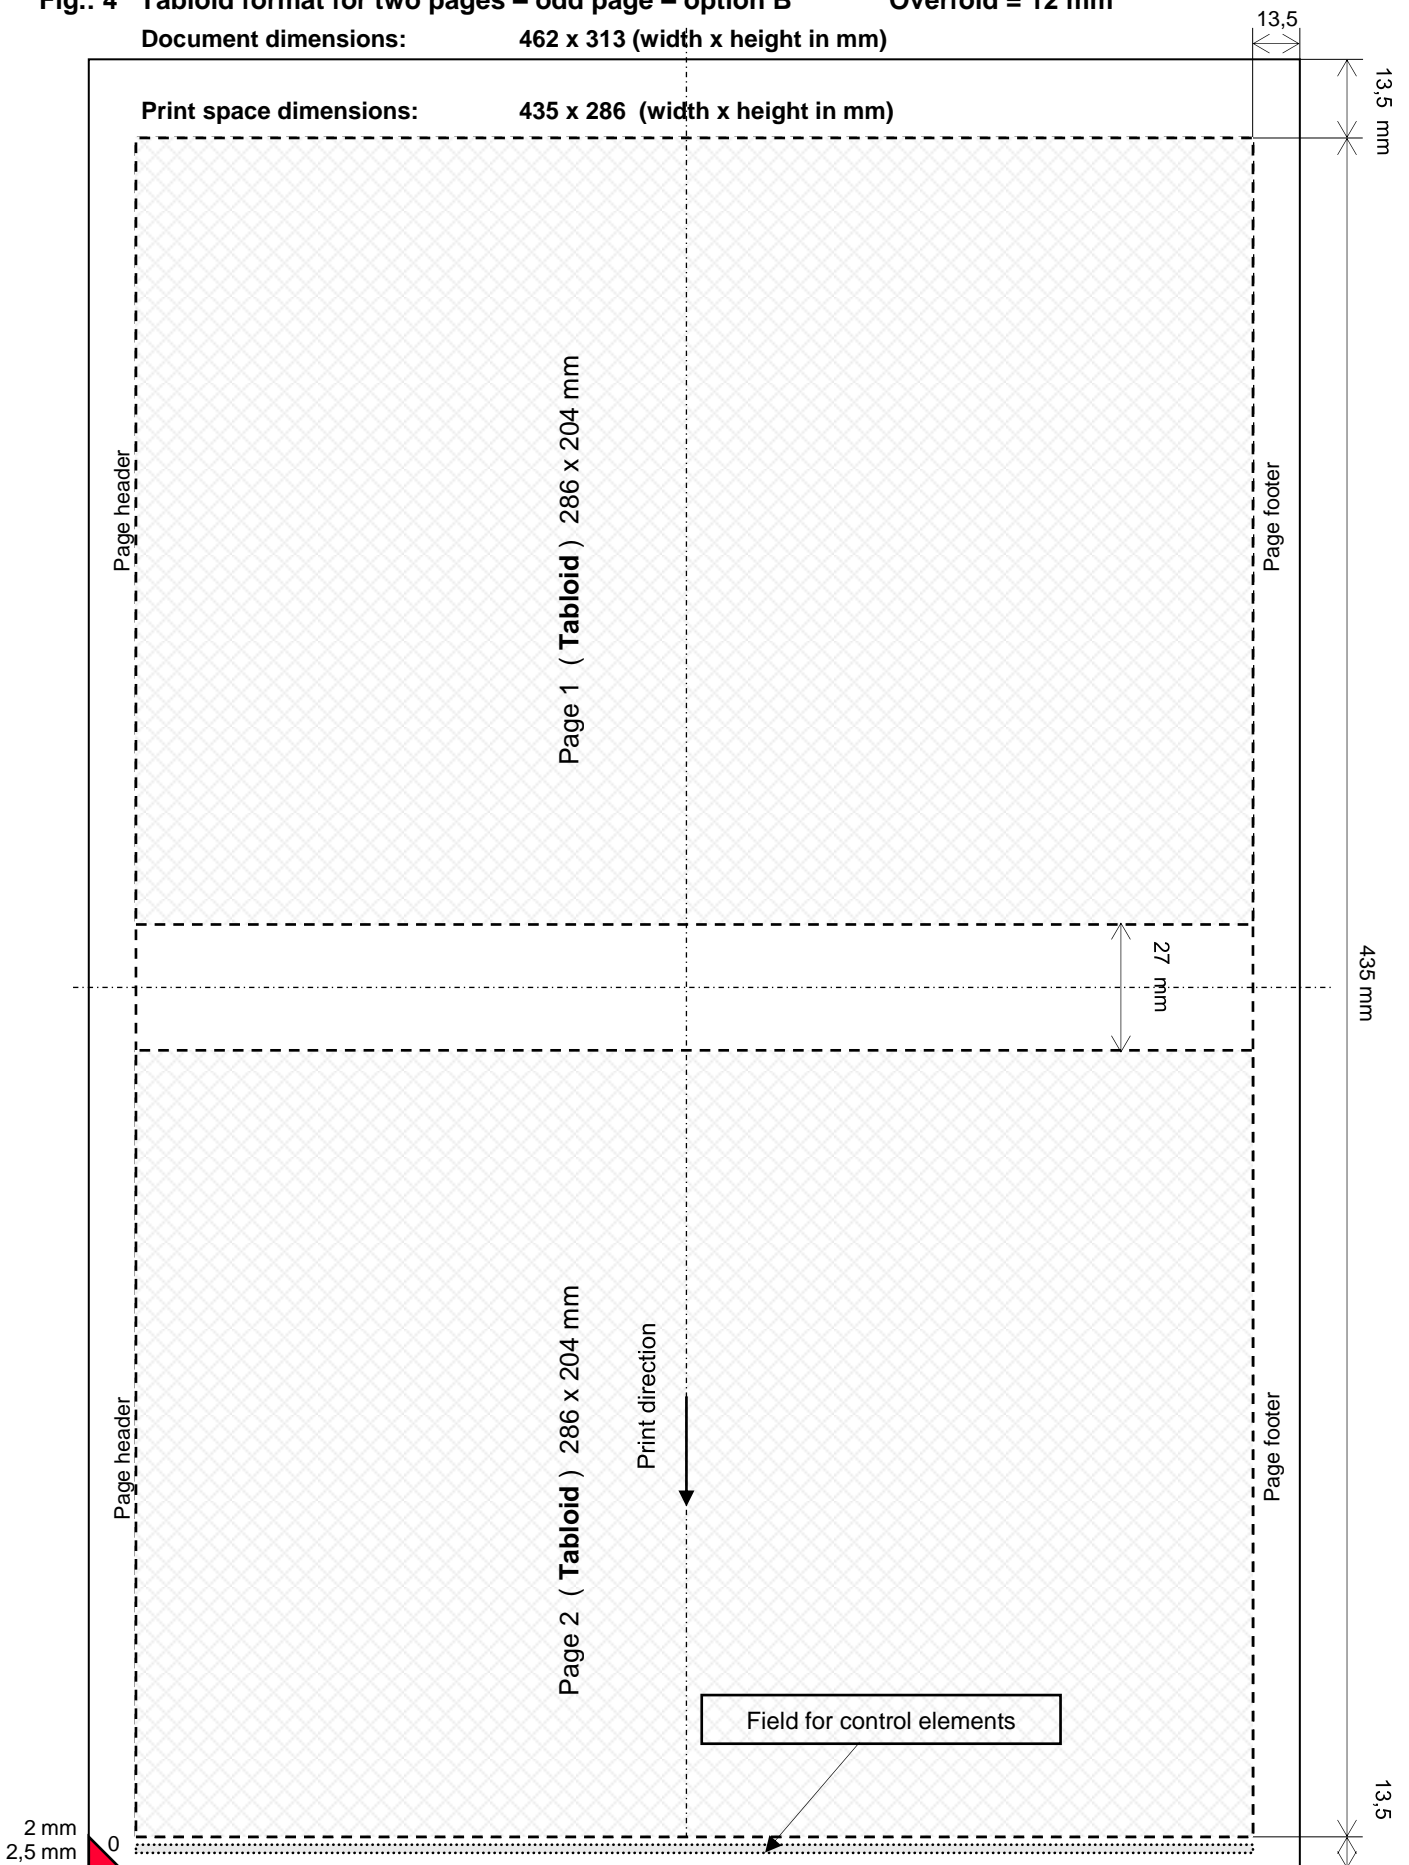 Fig.: 4 Tabloid format for two pages – odd page – option B Overfold = 12 mm
13,5
Document dimensions: 462 x 313 (width x height in mm)
13,5 mm
Print space dimensions: 435 x 286 (width x height in mm)
Page header
Page 1 ( Tabloid ) 286 x 204 mm
Page footer
27 mm
435 mm
Page header
Page 2 ( Tabloid ) 286 x 204 mm
Print direction
Page footer
Field for control elements
13,5
2 mm
0
2,5 mm